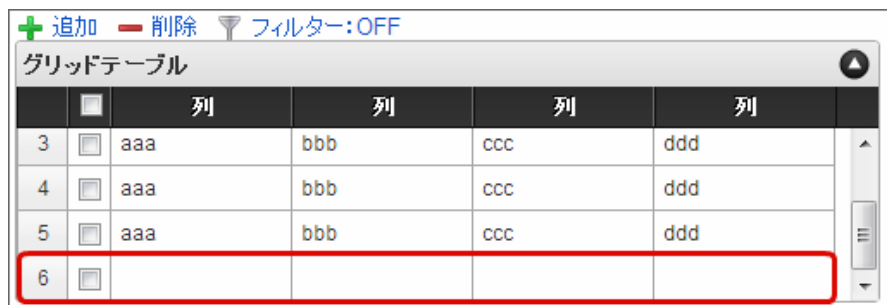 追加 削除 フィルター：OFF
グリッドテーブル
列 列 列 列
3 aaa bbb ccc ddd
4 aaa bbb ccc ddd
5 aaa bbb ccc ddd
6